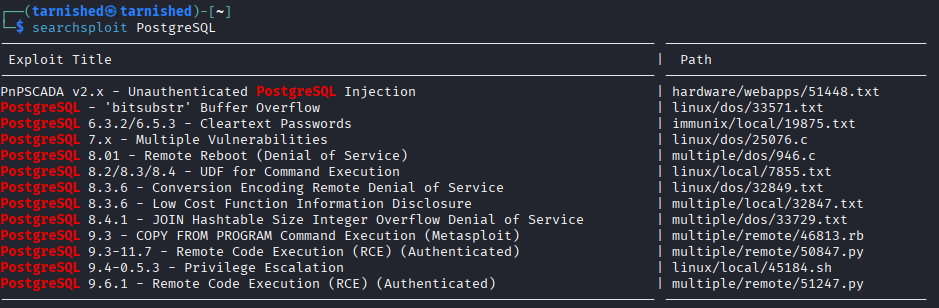 ┌──(tarnished㉿tarnished)-[~]
└─$ searchsploit PostgreSQL
Exploit Title | Path
PnPSCADA v2.x - Unauthenticated PostgreSQL Injection | hardware/webapps/51448.txt
PostgreSQL - 'bitsubstr' Buffer Overflow | linux/dos/33571.txt
PostgreSQL 6.3.2/6.5.3 - Cleartext Passwords | immunix/local/19875.txt
PostgreSQL 7.x - Multiple Vulnerabilities | linux/dos/25076.c
PostgreSQL 8.01 - Remote Reboot (Denial of Service) | multiple/dos/946.c
PostgreSQL 8.2/8.3/8.4 - UDF for Command Execution | linux/local/7855.txt
PostgreSQL 8.3.6 - Conversion Encoding Remote Denial of Service | linux/dos/32849.txt
PostgreSQL 8.3.6 - Low Cost Function Information Disclosure | multiple/local/32847.txt
PostgreSQL 8.4.1 - JOIN Hashtable Size Integer Overflow Denial of Service | multiple/dos/33729.txt
PostgreSQL 9.3 - COPY FROM PROGRAM Command Execution (Metasploit) | multiple/remote/46813.rb
PostgreSQL 9.3-11.7 - Remote Code Execution (RCE) (Authenticated) | multiple/remote/50847.py
PostgreSQL 9.4-0.5.3 - Privilege Escalation | linux/local/45184.sh
PostgreSQL 9.6.1 - Remote Code Execution (RCE) (Authenticated) | multiple/remote/51247.py